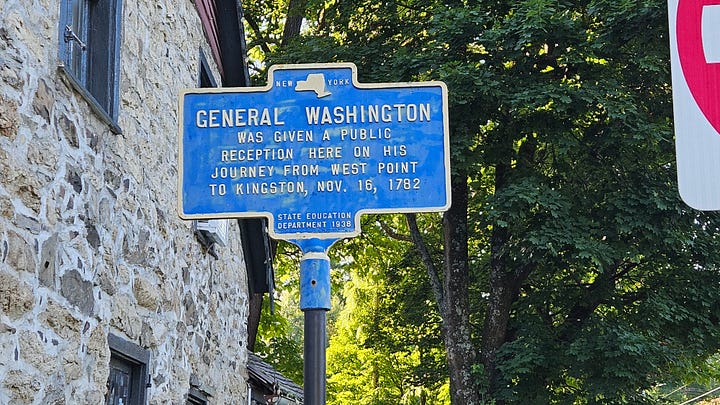 NEW YORK
GENERAL WASHINGTON
WAS GIVEN A PUBLIC
RECEPTION HERE ON HIS
JOURNEY FROM WEST POINT
TO KINGSTON, NOV. 16, 1782
STATE EDUCATION
DEPARTMENT 1938